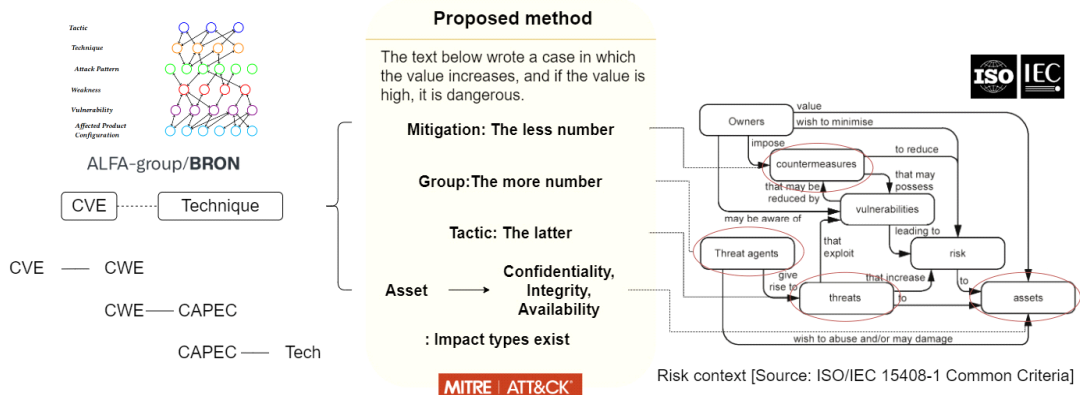 Tactic
Technique
Attack Pattern
Weakness
Vulnerability
Affected Product
Configuration
ALFA-group/BRON
CVE
Technique
CVE
CWE
CWE
CAPEC
CAPEC
Tech
Proposed method
The text below wrote a case in which
the value increases, and if the value is
high, it is dangerous.
Mitigation: The less number
Group:The more number
Tactic: The latter
Asset
Confidentiality,
Integrity,
Availability
: Impact types exist
MITRE | ATT&CK®
ISO
IEC
Owners
value
wish to minimise
impose
countermeasures
to reduce
that may be
reduced by
that may
possess
vulnerabilities
may be aware of
leading to
Threat agents
that
exploit
risk
give
rise to
that increase
to
threats
to
assets
wish to abuse and/or may damage
Risk context [Source: ISO/IEC 15408-1 Common Criteria]